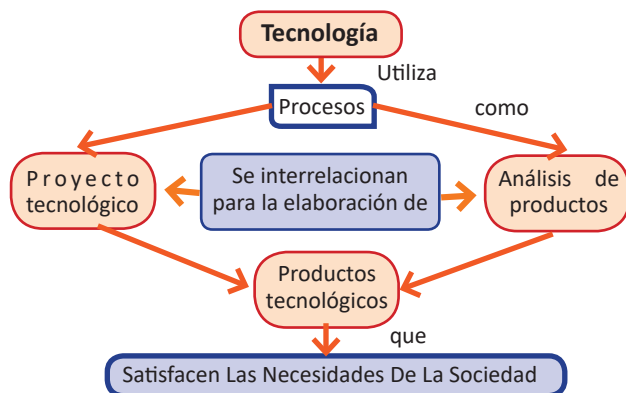 Tecnología
Utiliza
Procesos
como
Proyecto
tecnológico
Se interrelacionan
para la elaboración de
Análisis de
productos
Productos
tecnológicos
que
Satisfacen Las Necesidades De La Sociedad